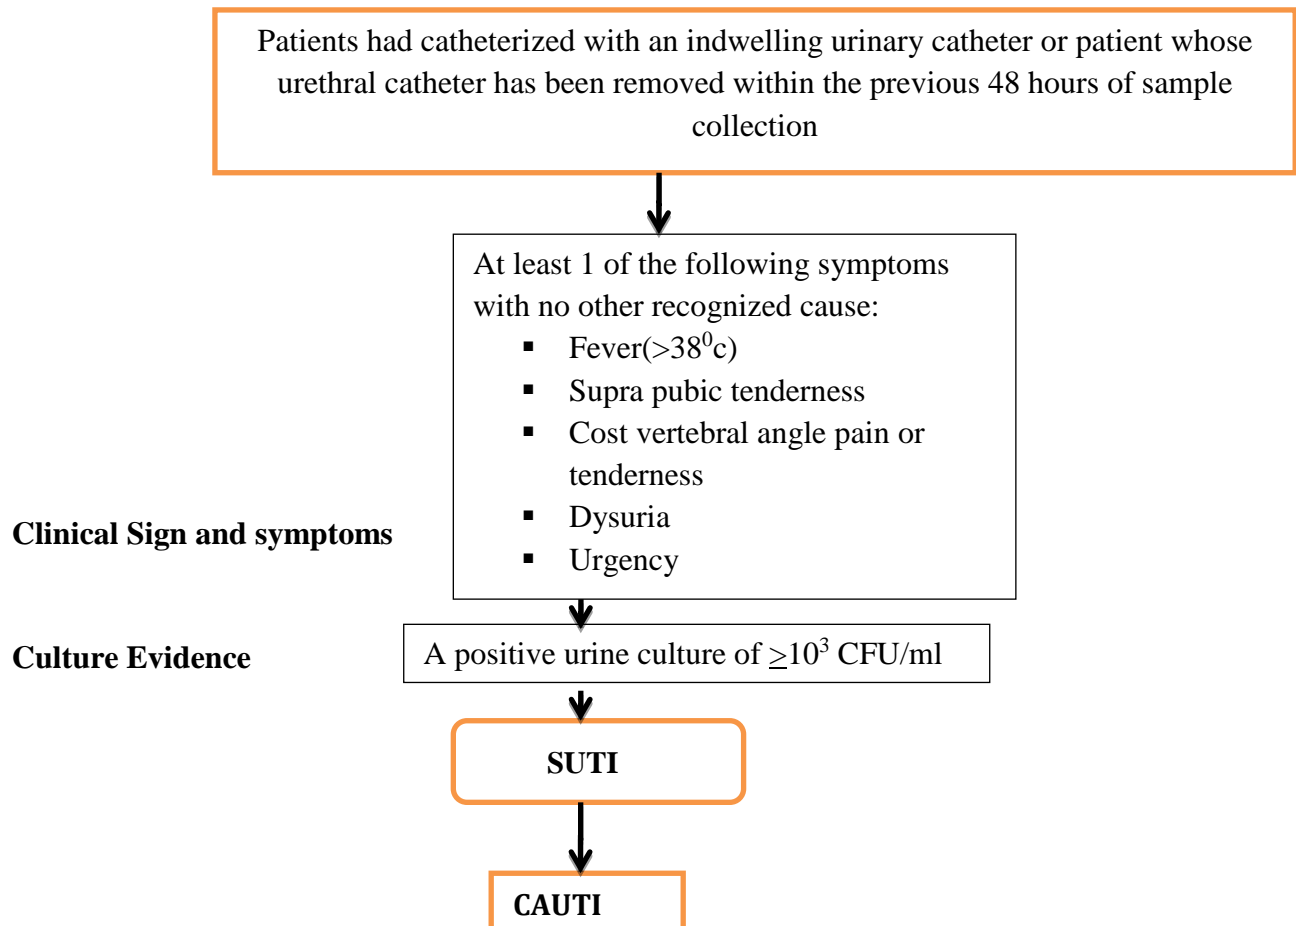 Patients had catheterized with an indwelling urinary catheter or patient whose
urethral catheter has been removed within the previous 48 hours of sample
collection
At least 1 of the following symptoms
with no other recognized cause:
▪ Fever(>38⁰c)
▪ Supra pubic tenderness
▪ Cost vertebral angle pain or
tenderness
▪ Dysuria
▪ Urgency
Clinical Sign and symptoms
Culture Evidence
A positive urine culture of ≥10³ CFU/ml
SUTI
CAUTI